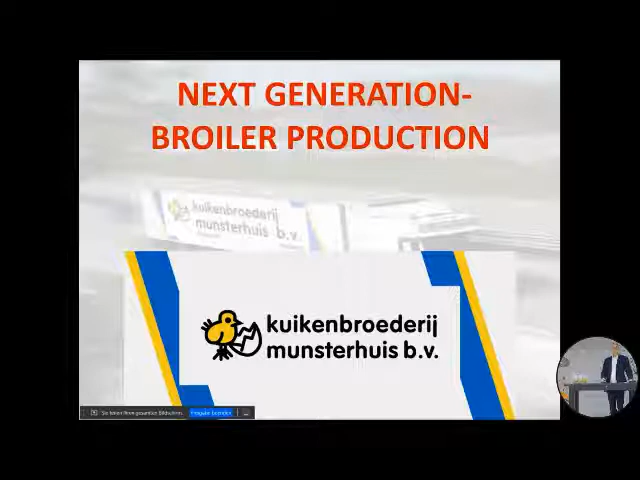 NEXT GENERATION-
BROILER PRODUCTION
kuikenbroederij
munsterhuis b.v.
kuikenbroederij
munsterhuis b.v.